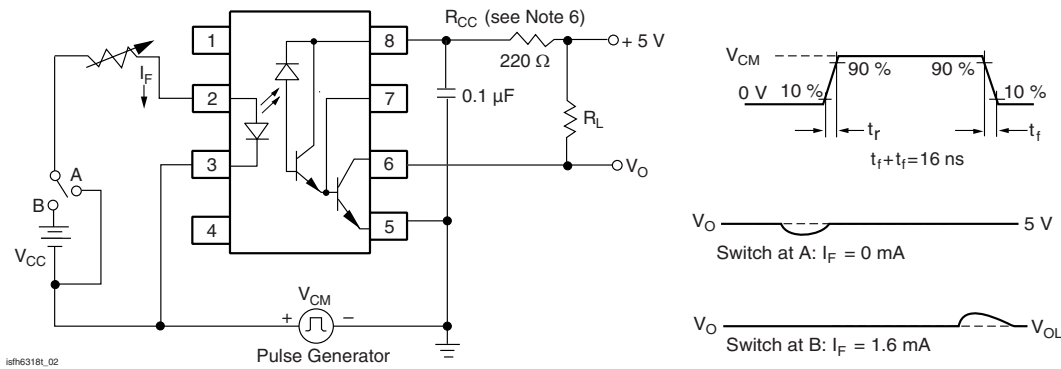 R_CC (see Note 6)
220 Ω
+ 5 V
1
2
3
4
8
7
6
5
I_F
0.1 µF
R_L
V_O
A
B
V_CC
V_CM
+ −
Pulse Generator
isfh6318t_02
V_CM
90 % 90 %
0 V 10 % 10 %
t_r t_f
t_f+t_f=16 ns
V_O 5 V
Switch at A: I_F = 0 mA
V_O V_OL
Switch at B: I_F = 1.6 mA